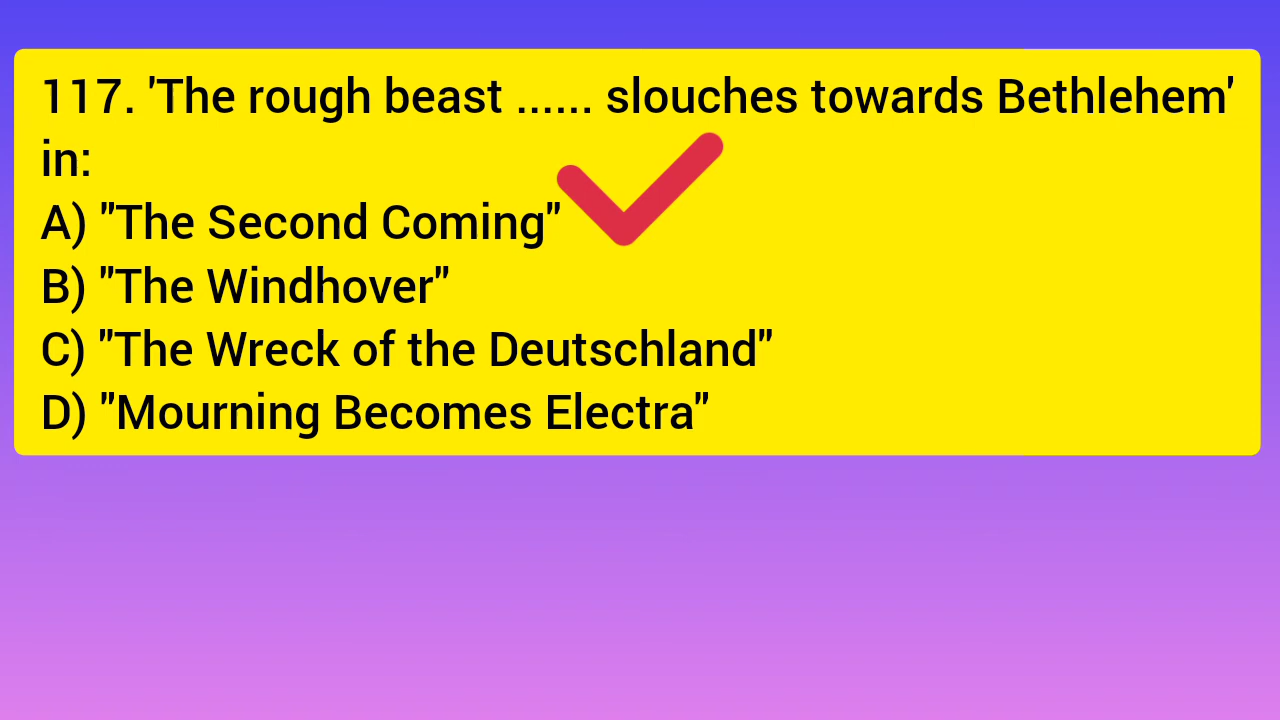 117. 'The rough beast ...... slouches towards Bethlehem'
in:
A) "The Second Coming"
B) "The Windhover"
C) "The Wreck of the Deutschland"
D) "Mourning Becomes Electra"